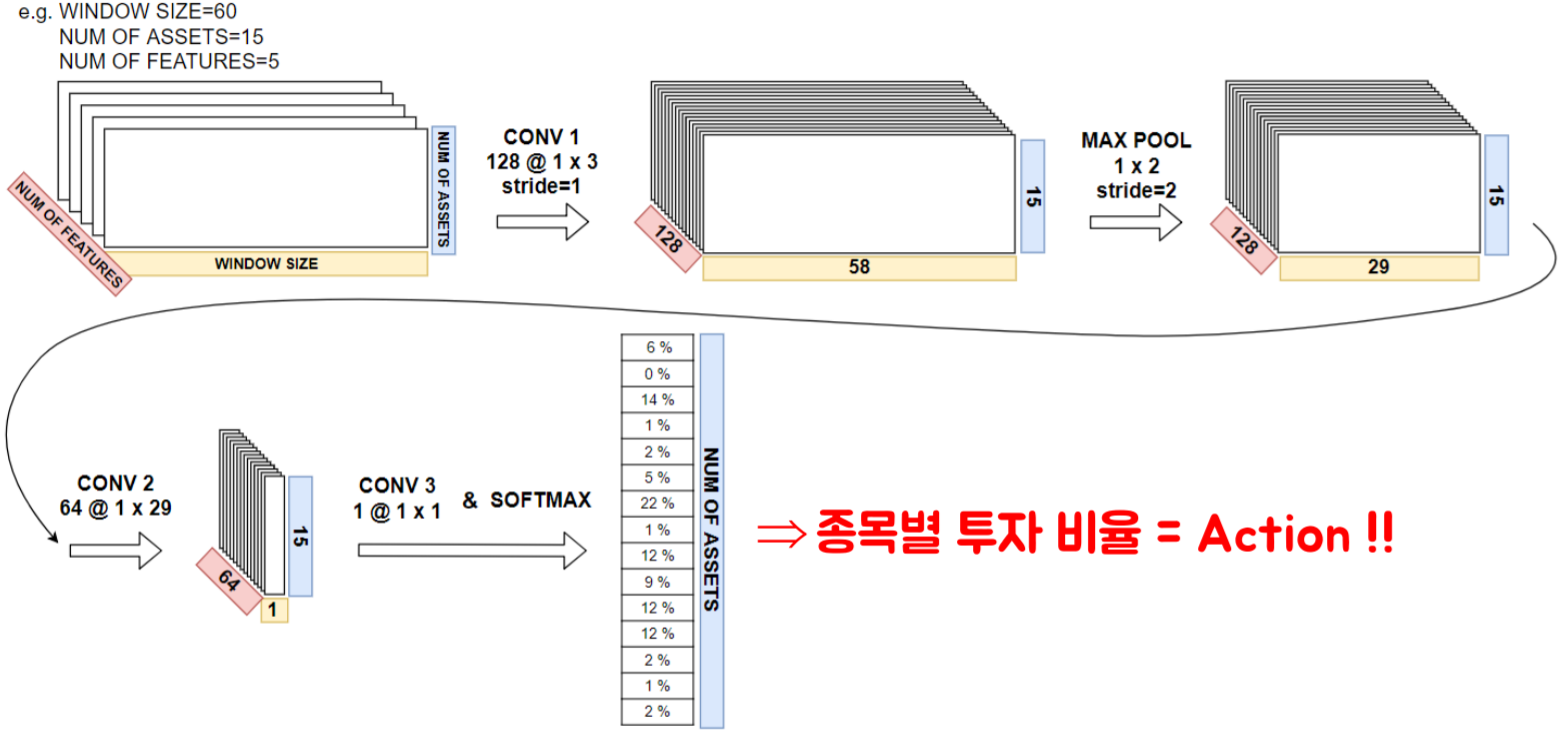 e.g. WINDOW SIZE=60
NUM OF ASSETS=15
NUM OF FEATURES=5
NUM OF FEATURES
WINDOW SIZE
NUM OF ASSETS
CONV 1
128 @ 1 x 3
stride=1
128
58
15
MAX POOL
1 x 2
stride=2
128
29
15
CONV 2
64 @ 1 x 29
64
1
15
CONV 3
1 @ 1 x 1
& SOFTMAX
6 %
0 %
14 %
1 %
2 %
5 %
22 %
1 %
12 %
9 %
12 %
12 %
2 %
1 %
2 %
NUM OF ASSETS
⇒ 종목별 투자 비율 = Action !!